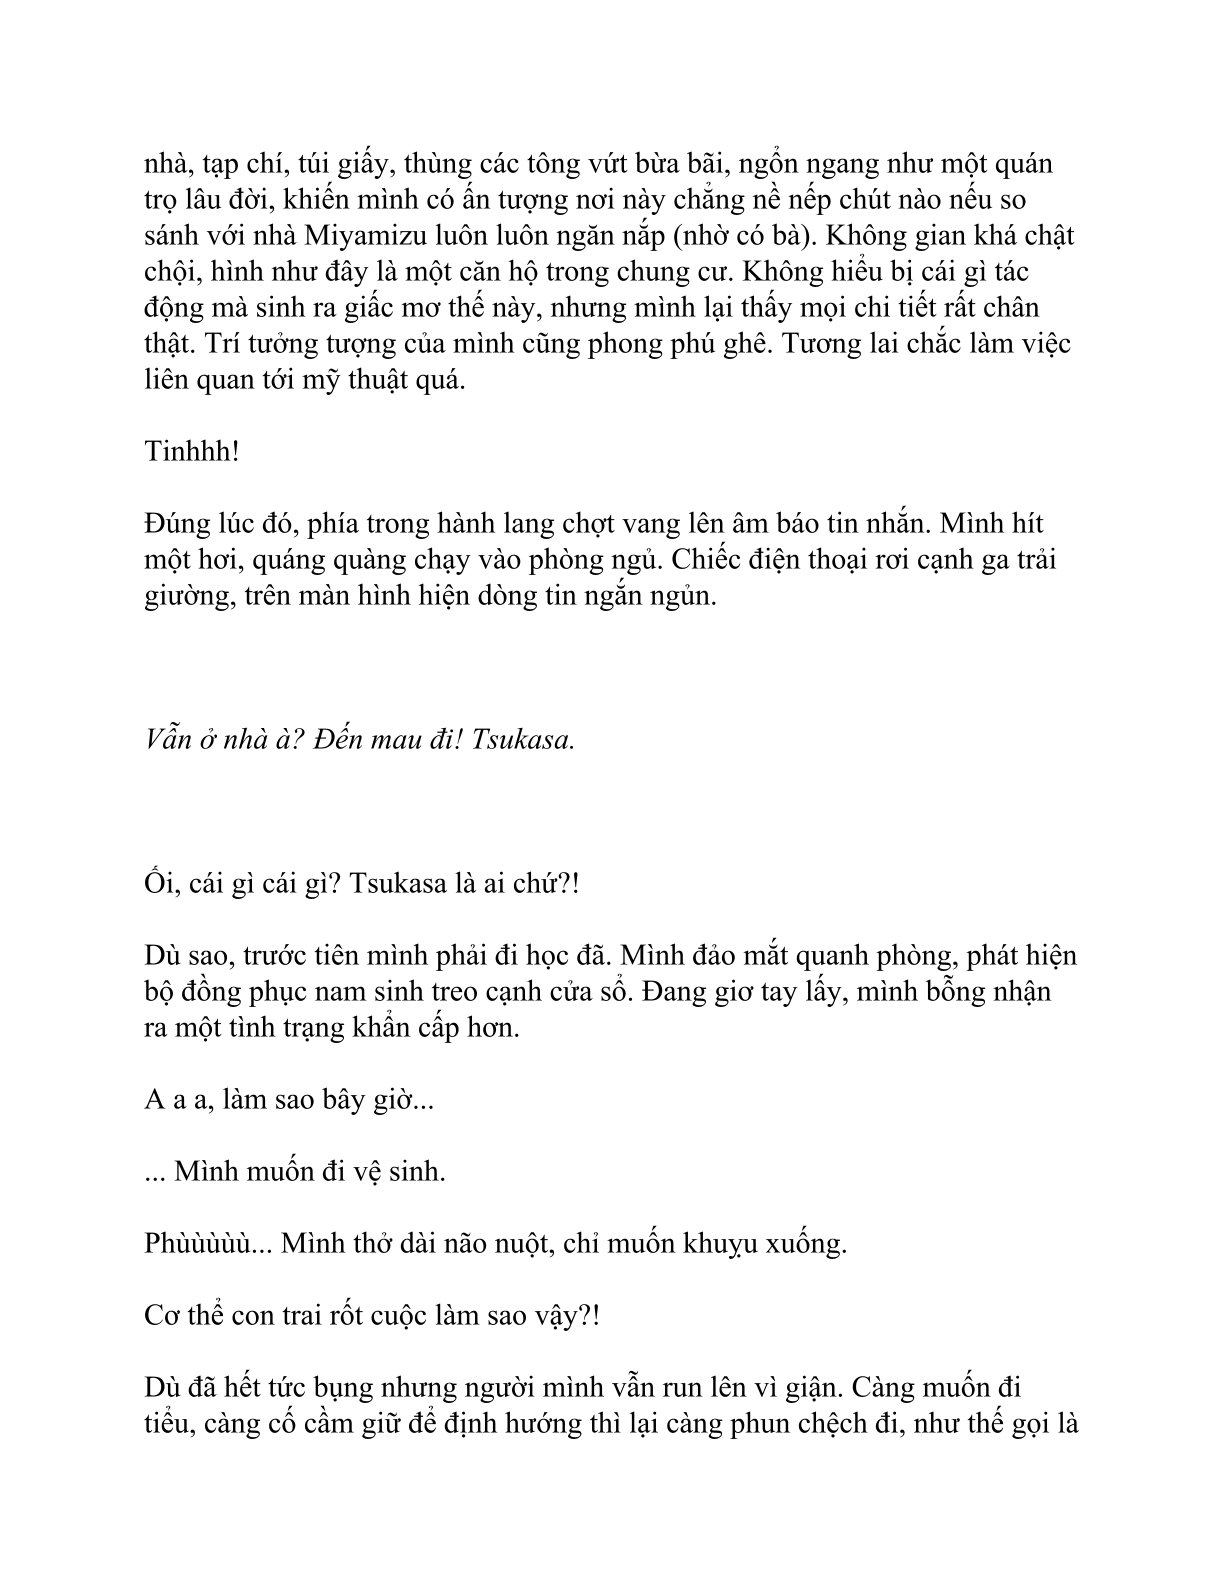 nhà, tạp chí, túi giấy, thùng các tông vứt bừa bãi, ngổn ngang như một quán
trọ lâu đời, khiến mình có ấn tượng nơi này chẳng nề nếp chút nào nếu so
sánh với nhà Miyamizu luôn luôn ngăn nắp (nhờ có bà). Không gian khá chật
chội, hình như đây là một căn hộ trong chung cư. Không hiểu bị cái gì tác
động mà sinh ra giấc mơ thế này, nhưng mình lại thấy mọi chi tiết rất chân
thật. Trí tưởng tượng của mình cũng phong phú ghê. Tương lai chắc làm việc
liên quan tới mỹ thuật quá.
Tinhhh!
Đúng lúc đó, phía trong hành lang chợt vang lên âm báo tin nhắn. Mình hít
một hơi, quáng quàng chạy vào phòng ngủ. Chiếc điện thoại rơi cạnh ga trải
giường, trên màn hình hiện dòng tin ngắn ngủn.
Vẫn ở nhà à? Đến mau đi! Tsukasa.
Ối, cái gì cái gì? Tsukasa là ai chứ?!
Dù sao, trước tiên mình phải đi học đã. Mình đảo mắt quanh phòng, phát hiện
bộ đồng phục nam sinh treo cạnh cửa sổ. Đang giơ tay lấy, mình bỗng nhận
ra một tình trạng khẩn cấp hơn.
A a a, làm sao bây giờ...
... Mình muốn đi vệ sinh.
Phùùùùù... Mình thở dài não nuột, chỉ muốn khuỵu xuống.
Cơ thể con trai rốt cuộc làm sao vậy?!
Dù đã hết tức bụng nhưng người mình vẫn run lên vì giận. Càng muốn đi
tiểu, càng cố cầm giữ để định hướng thì lại càng phun chệch đi, như thế gọi là